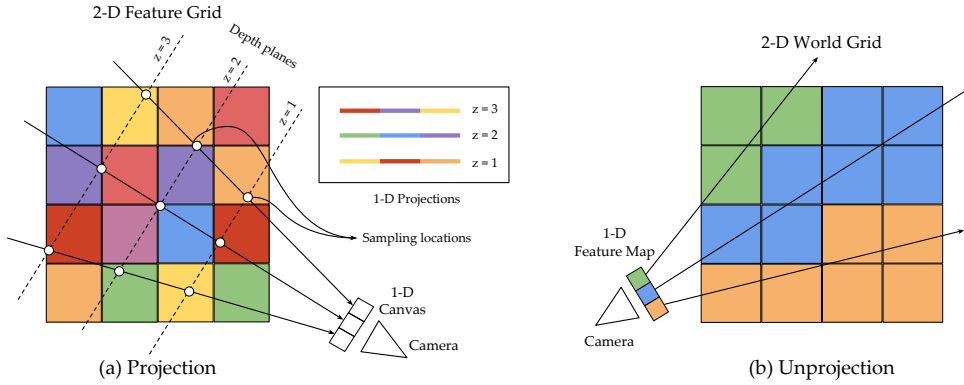 2-D Feature Grid
z = 3
Depth planes
z = 2
z = 1
z = 3
z = 2
z = 1
1-D Projections
Sampling locations
1-D
Canvas
Camera
(a) Projection
2-D World Grid
1-D
Feature Map
Camera
(b) Unprojection